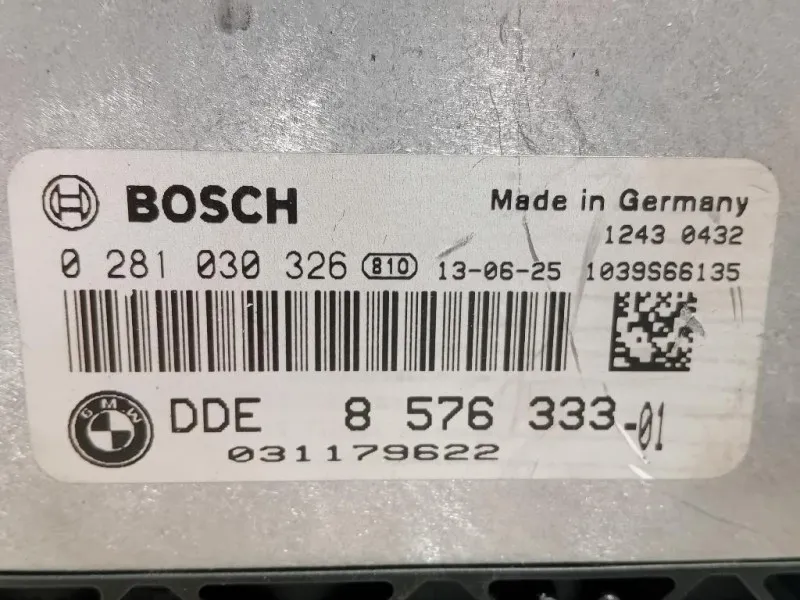 BOSCH
Made in Germany
1243 0432
0 281 030 326 810 13-06-25 1039S66135
BMW DDE 8 576 333-01
031179622